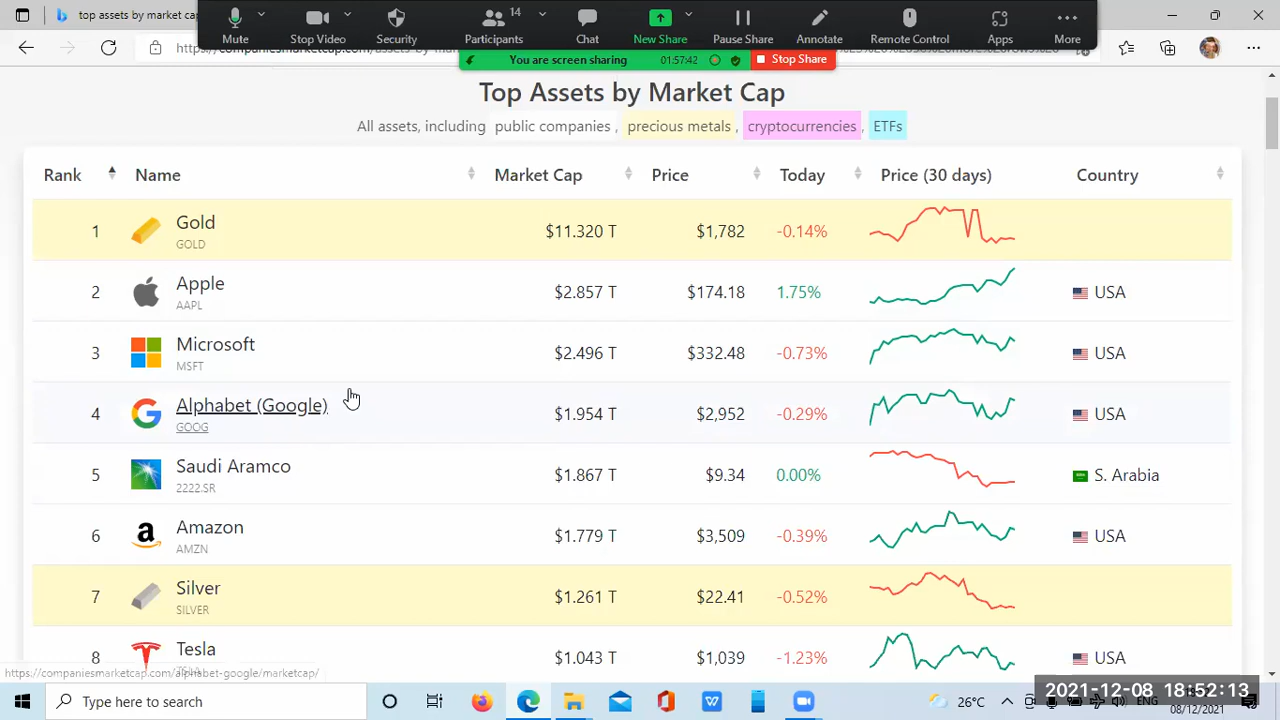 top assets by market cap
14
Mute Stop Video Security Participants Chat New Share Pause Share Annotate Remote Control Apps More
You are screen sharing 01:57:42 Stop Share
Top Assets by Market Cap
All assets, including public companies , precious metals , cryptocurrencies , ETFs
Rank Name Market Cap Price Today Price (30 days) Country
1 Gold $11.320 T $1,782 -0.14%
GOLD
2 Apple $2.857 T $174.18 1.75% USA
AAPL
3 Microsoft $2.496 T $332.48 -0.73% USA
MSFT
4 Alphabet (Google) $1.954 T $2,952 -0.29% USA
GOOG
5 Saudi Aramco $1.867 T $9.34 0.00% S. Arabia
2222.SR
6 Amazon $1.779 T $3,509 -0.39% USA
AMZN
7 Silver $1.261 T $22.41 -0.52%
SILVER
8 Tesla $1.043 T $1,039 -1.23% USA
https://companiesmarketcap.com/alphabet-google/marketcap/
Type here to search 26°C ENG
2021-12-08 18:52:13
08/12/2021